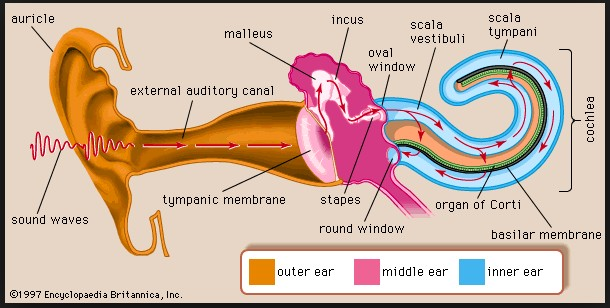 auricle
malleus
incus
oval
window
scala
vestibuli
scala
tympani
cochlea
external auditory canal
sound waves
tympanic membrane
stapes
round window
organ of Corti
basilar membrane
outer ear
middle ear
inner ear
©1997 Encyclopaedia Britannica, Inc.